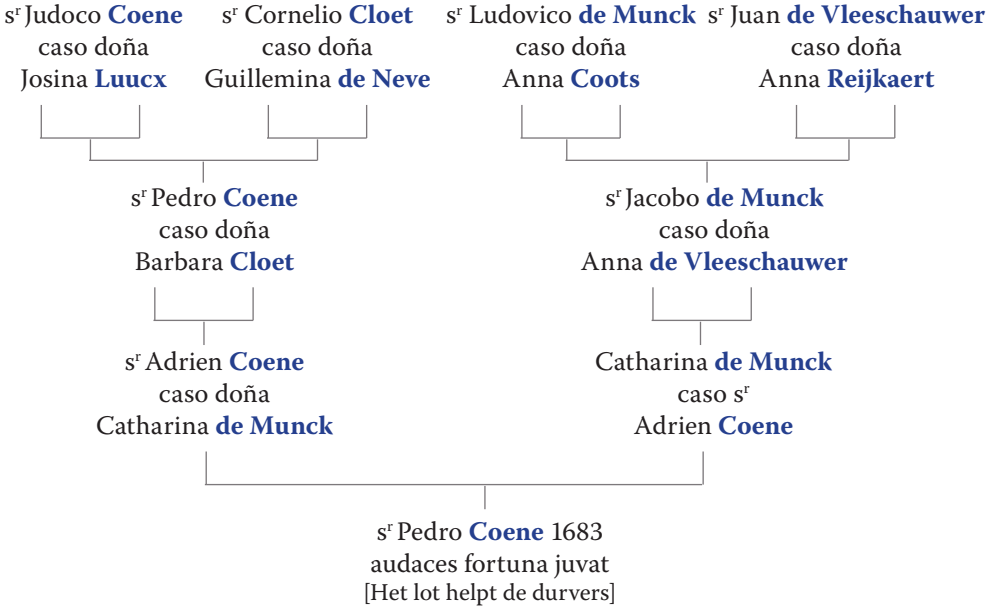 sʳ Judoco Coene
caso doña
Josina Luucx
sʳ Cornelio Cloet
caso doña
Guillemina de Neve
sʳ Ludovico de Munck
caso doña
Anna Coots
sʳ Juan de Vleeschauwer
caso doña
Anna Reijkaert
sʳ Pedro Coene
caso doña
Barbara Cloet
sʳ Jacobo de Munck
caso doña
Anna de Vleeschauwer
sʳ Adrien Coene
caso doña
Catharina de Munck
Catharina de Munck
caso sʳ
Adrien Coene
sʳ Pedro Coene 1683
audaces fortuna juvat
[Het lot helpt de durvers]